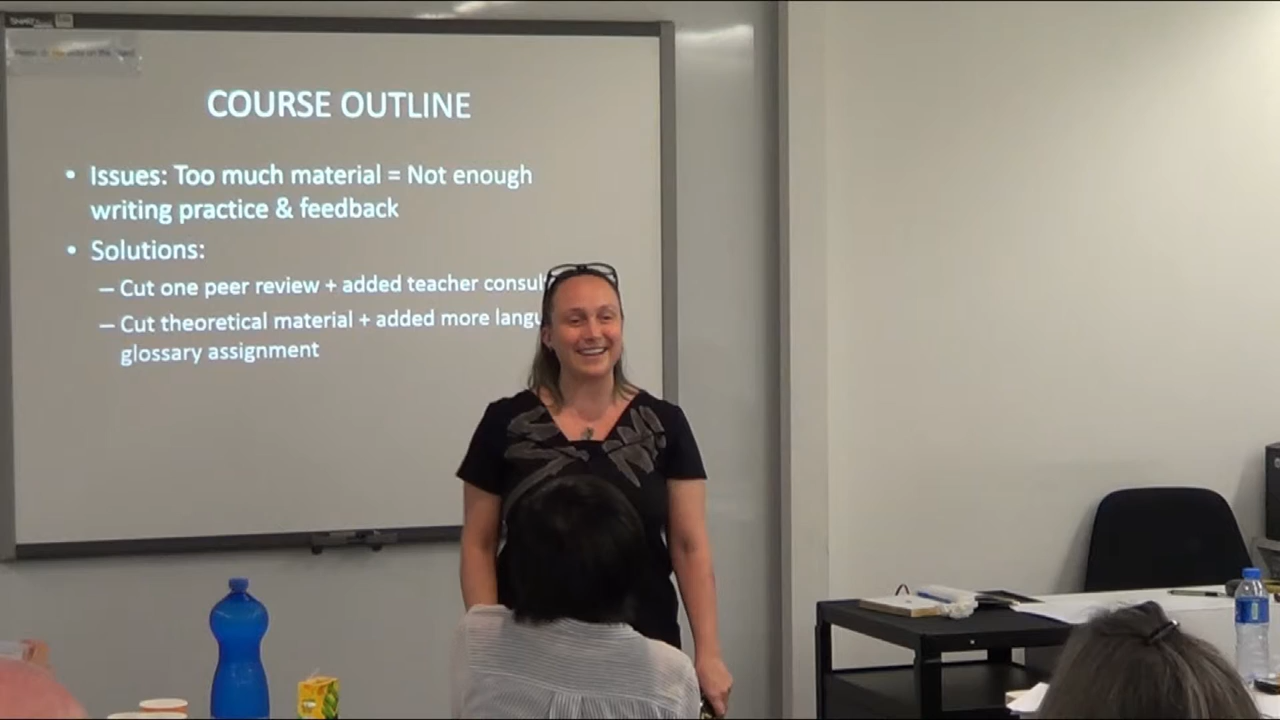 COURSE OUTLINE
• Issues: Too much material = Not enough
writing practice & feedback
• Solutions:
– Cut one peer review + added teacher consul
– Cut theoretical material + added more langu
glossary assignment